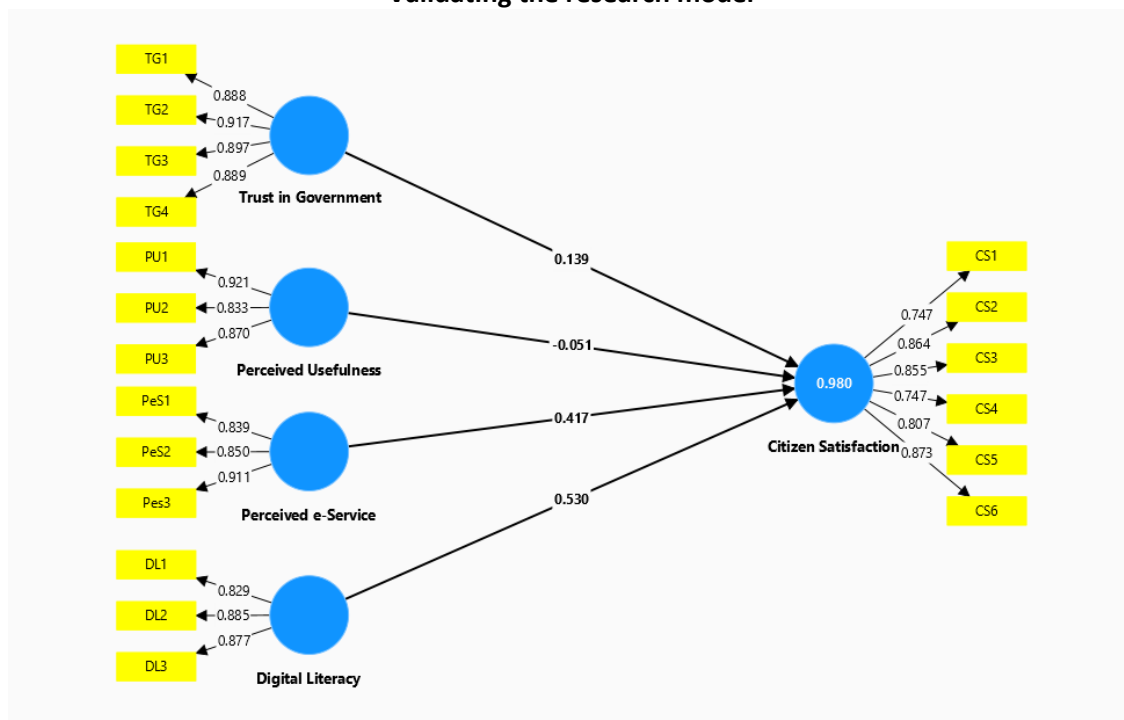 Validating the research model
TG1
0.888
TG2
0.917
TG3
0.897
0.889
TG4
Trust in Government
PU1
0.921
PU2
0.833
0.870
PU3
Perceived Usefulness
PeS1
0.839
PeS2
0.850
0.911
Pes3
Perceived e-Service
DL1
0.829
DL2
0.885
0.877
DL3
Digital Literacy
0.139
-0.051
0.417
0.530
0.980
Citizen Satisfaction
CS1
0.747
CS2
0.864
CS3
0.855
0.747
CS4
0.807
CS5
0.873
CS6